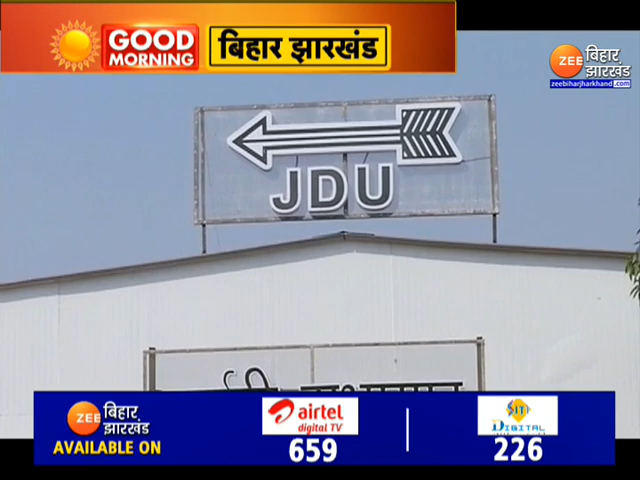 GOOD
MORNING
बिहार झारखंड
ZEE
बिहार
झारखंड
zeebiharjharkhand.com
JDU
ZEE
बिहार
झारखंड
AVAILABLE ON
airtel
digital TV
659
SITI
DIGITAL
226